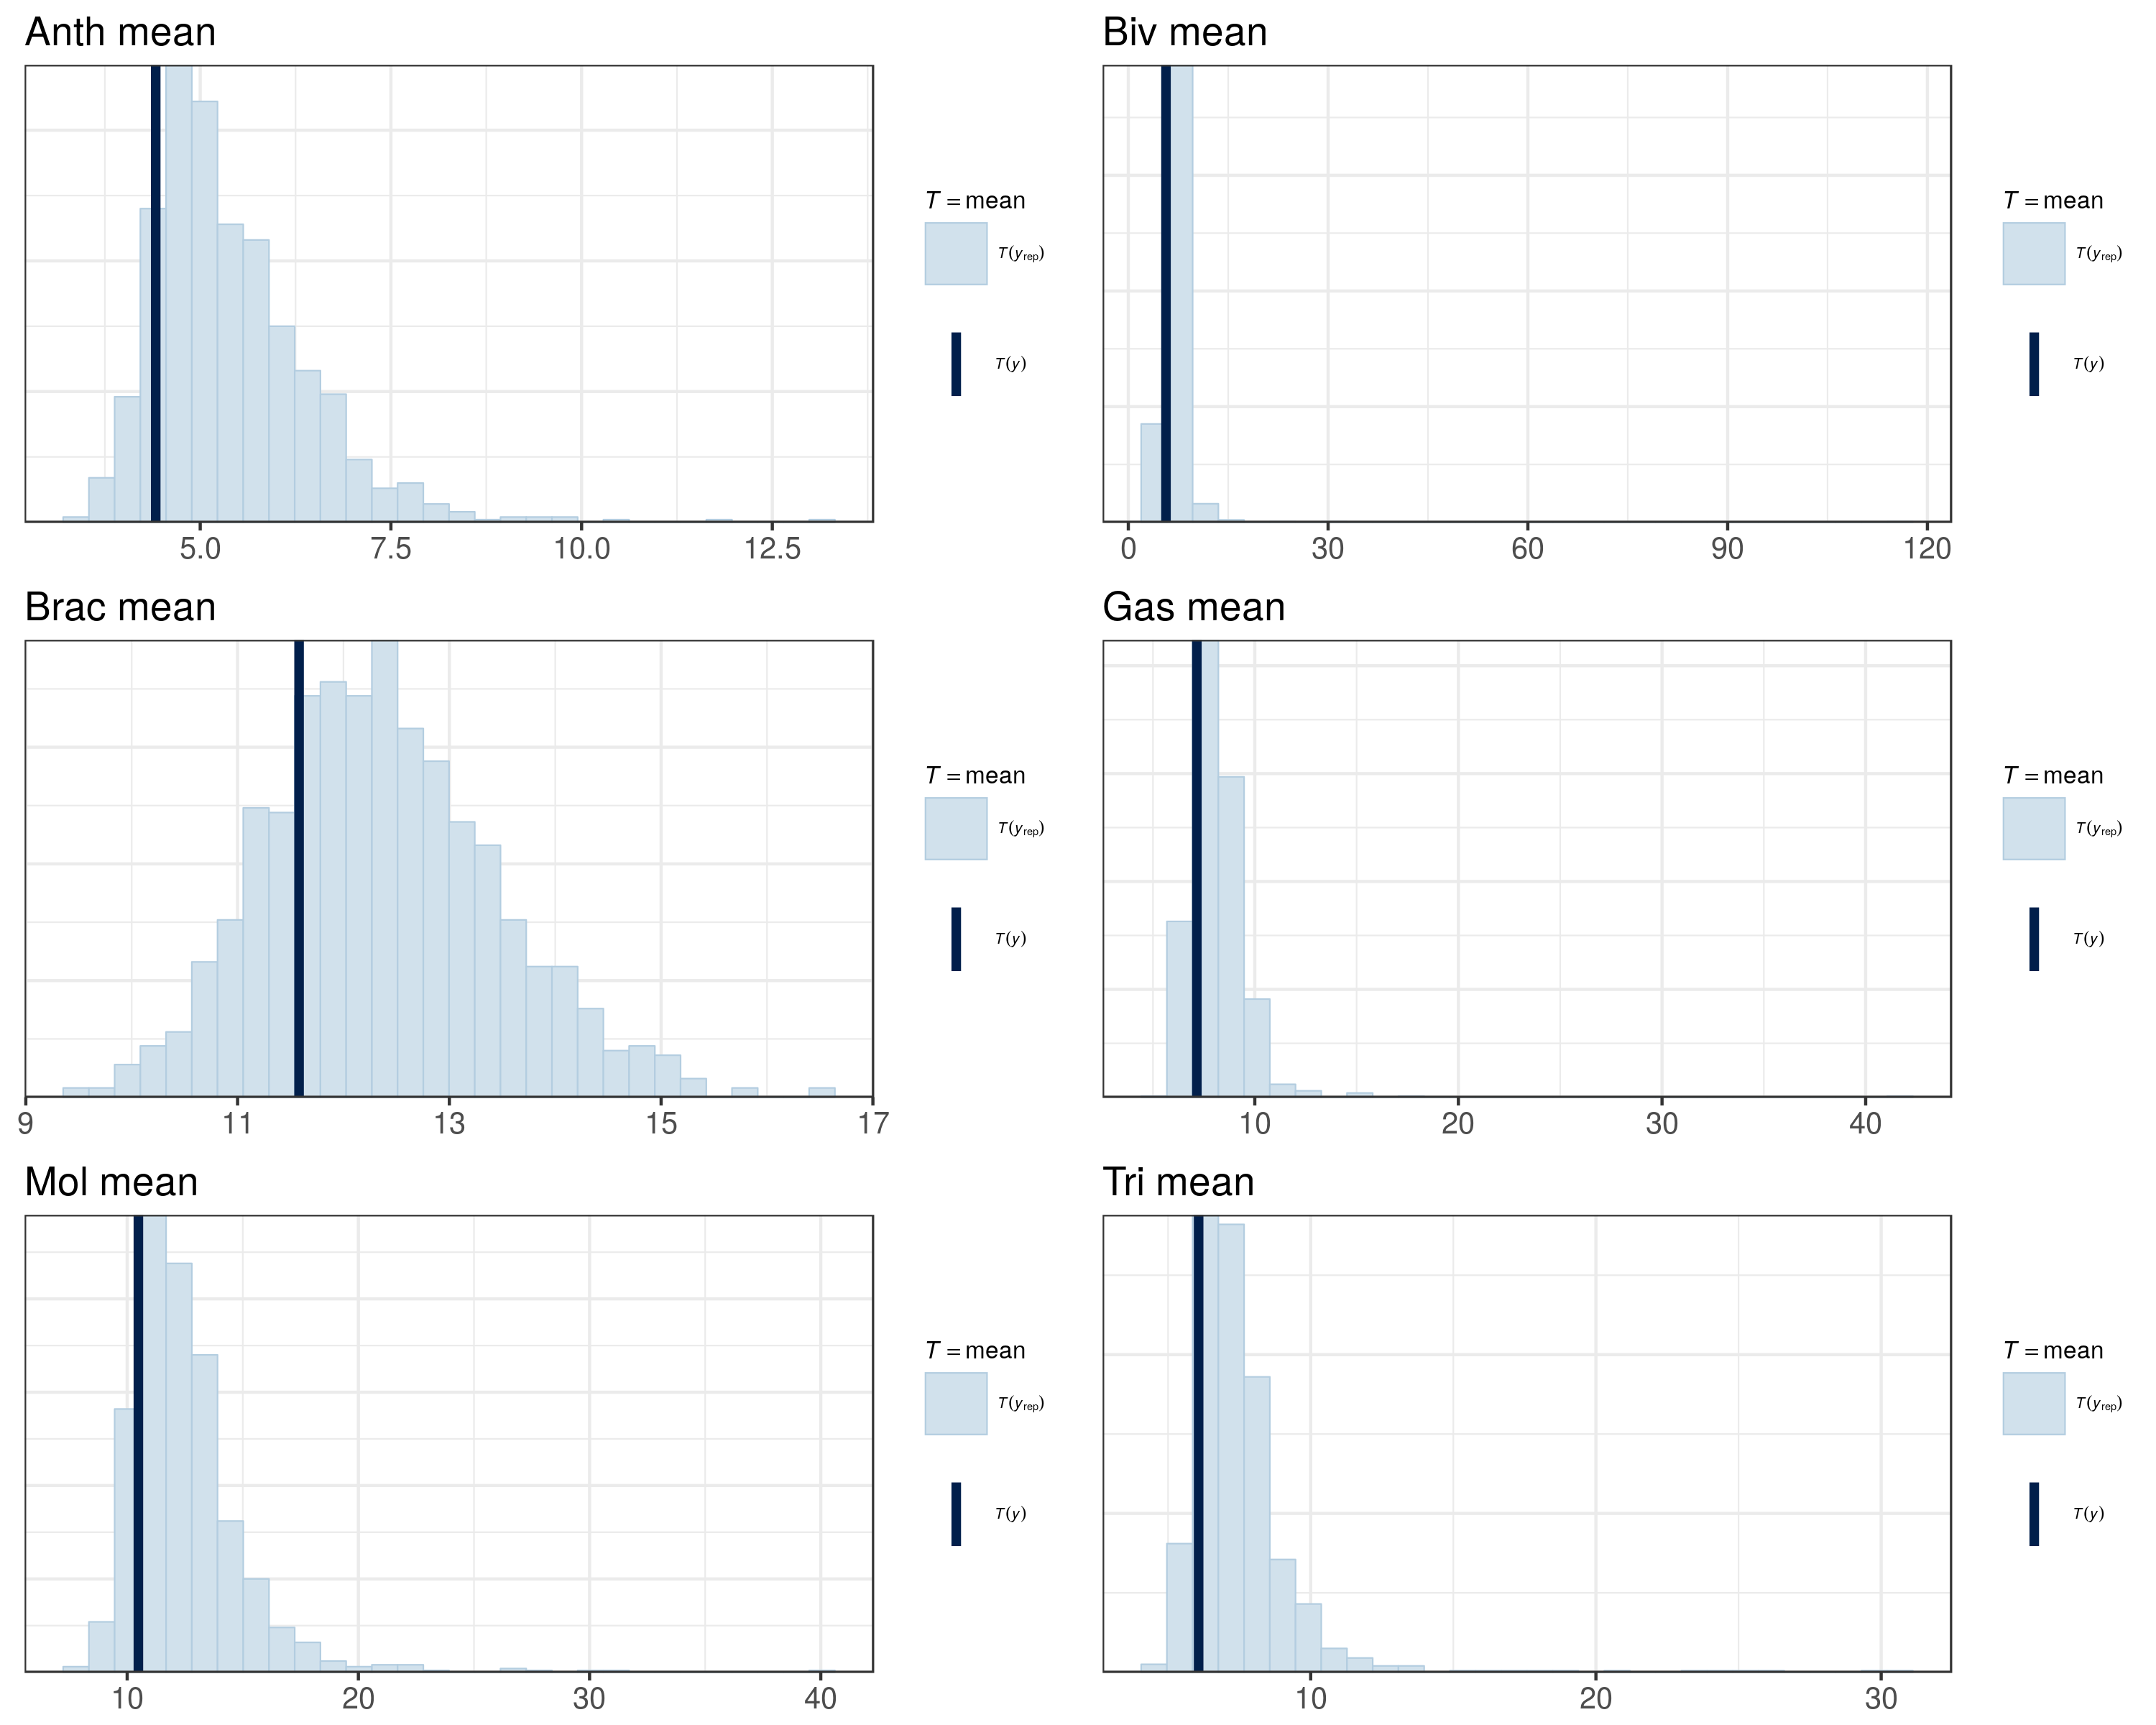 Anth mean
T = mean
T(yrep)
T(y)
5.0 7.5 10.0 12.5
Biv mean
T = mean
T(yrep)
T(y)
0 30 60 90 120
Brac mean
T = mean
T(yrep)
T(y)
9 11 13 15 17
Gas mean
T = mean
T(yrep)
T(y)
10 20 30 40
Mol mean
T = mean
T(yrep)
T(y)
10 20 30 40
Tri mean
T = mean
T(yrep)
T(y)
10 20 30